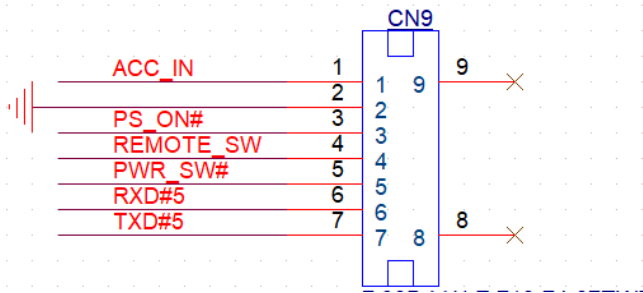 CN9
ACC_IN 1 1 9 9
2 2
PS_ON# 3 3
REMOTE_SW 4 4
PWR_SW# 5 5
RXD#5 6 6
TXD#5 7 7 8 8